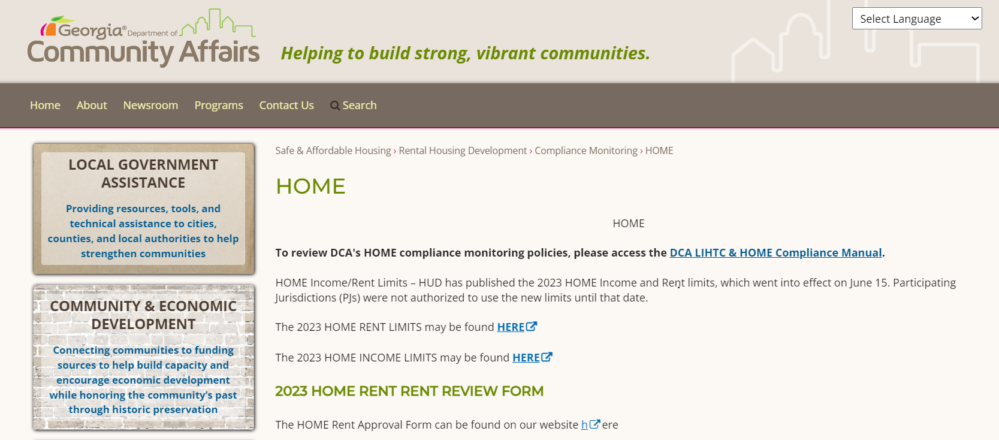 Georgia® Department of
Community Affairs
Helping to build strong, vibrant communities.
Select Language
Home About Newsroom Programs Contact Us Search
LOCAL GOVERNMENT
ASSISTANCE
Providing resources, tools, and
technical assistance to cities,
counties, and local authorities to help
strengthen communities
COMMUNITY & ECONOMIC
DEVELOPMENT
Connecting communities to funding
sources to help build capacity and
encourage economic development
while honoring the community’s past
through historic preservation
Safe & Affordable Housing › Rental Housing Development › Compliance Monitoring › HOME
HOME
HOME
To review DCA's HOME compliance monitoring policies, please access the DCA LIHTC & HOME Compliance Manual.
HOME Income/Rent Limits – HUD has published the 2023 HOME Income and Rent limits, which went into effect on June 15. Participating
Jurisdictions (PJs) were not authorized to use the new limits until that date.
The 2023 HOME RENT LIMITS may be found HERE
The 2023 HOME INCOME LIMITS may be found HERE
2023 HOME RENT RENT REVIEW FORM
The HOME Rent Approval Form can be found on our website h ere